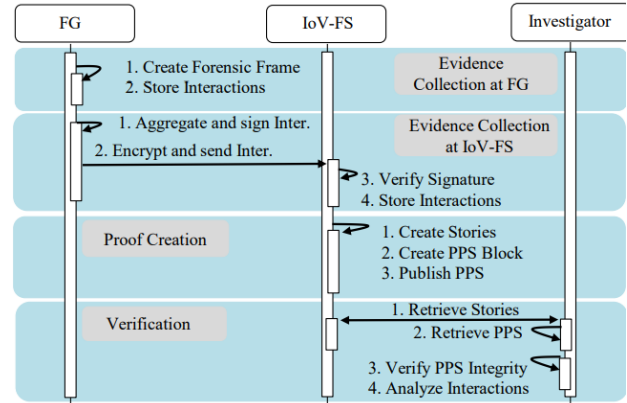 FG
IoV-FS
Investigator
1. Create Forensic Frame
2. Store Interactions
Evidence
Collection at FG
1. Aggregate and sign Inter.
2. Encrypt and send Inter.
Evidence Collection
at IoV-FS
3. Verify Signature
4. Store Interactions
Proof Creation
1. Create Stories
2. Create PPS Block
3. Publish PPS
Verification
1. Retrieve Stories
2. Retrieve PPS
3. Verify PPS Integrity
4. Analyze Interactions